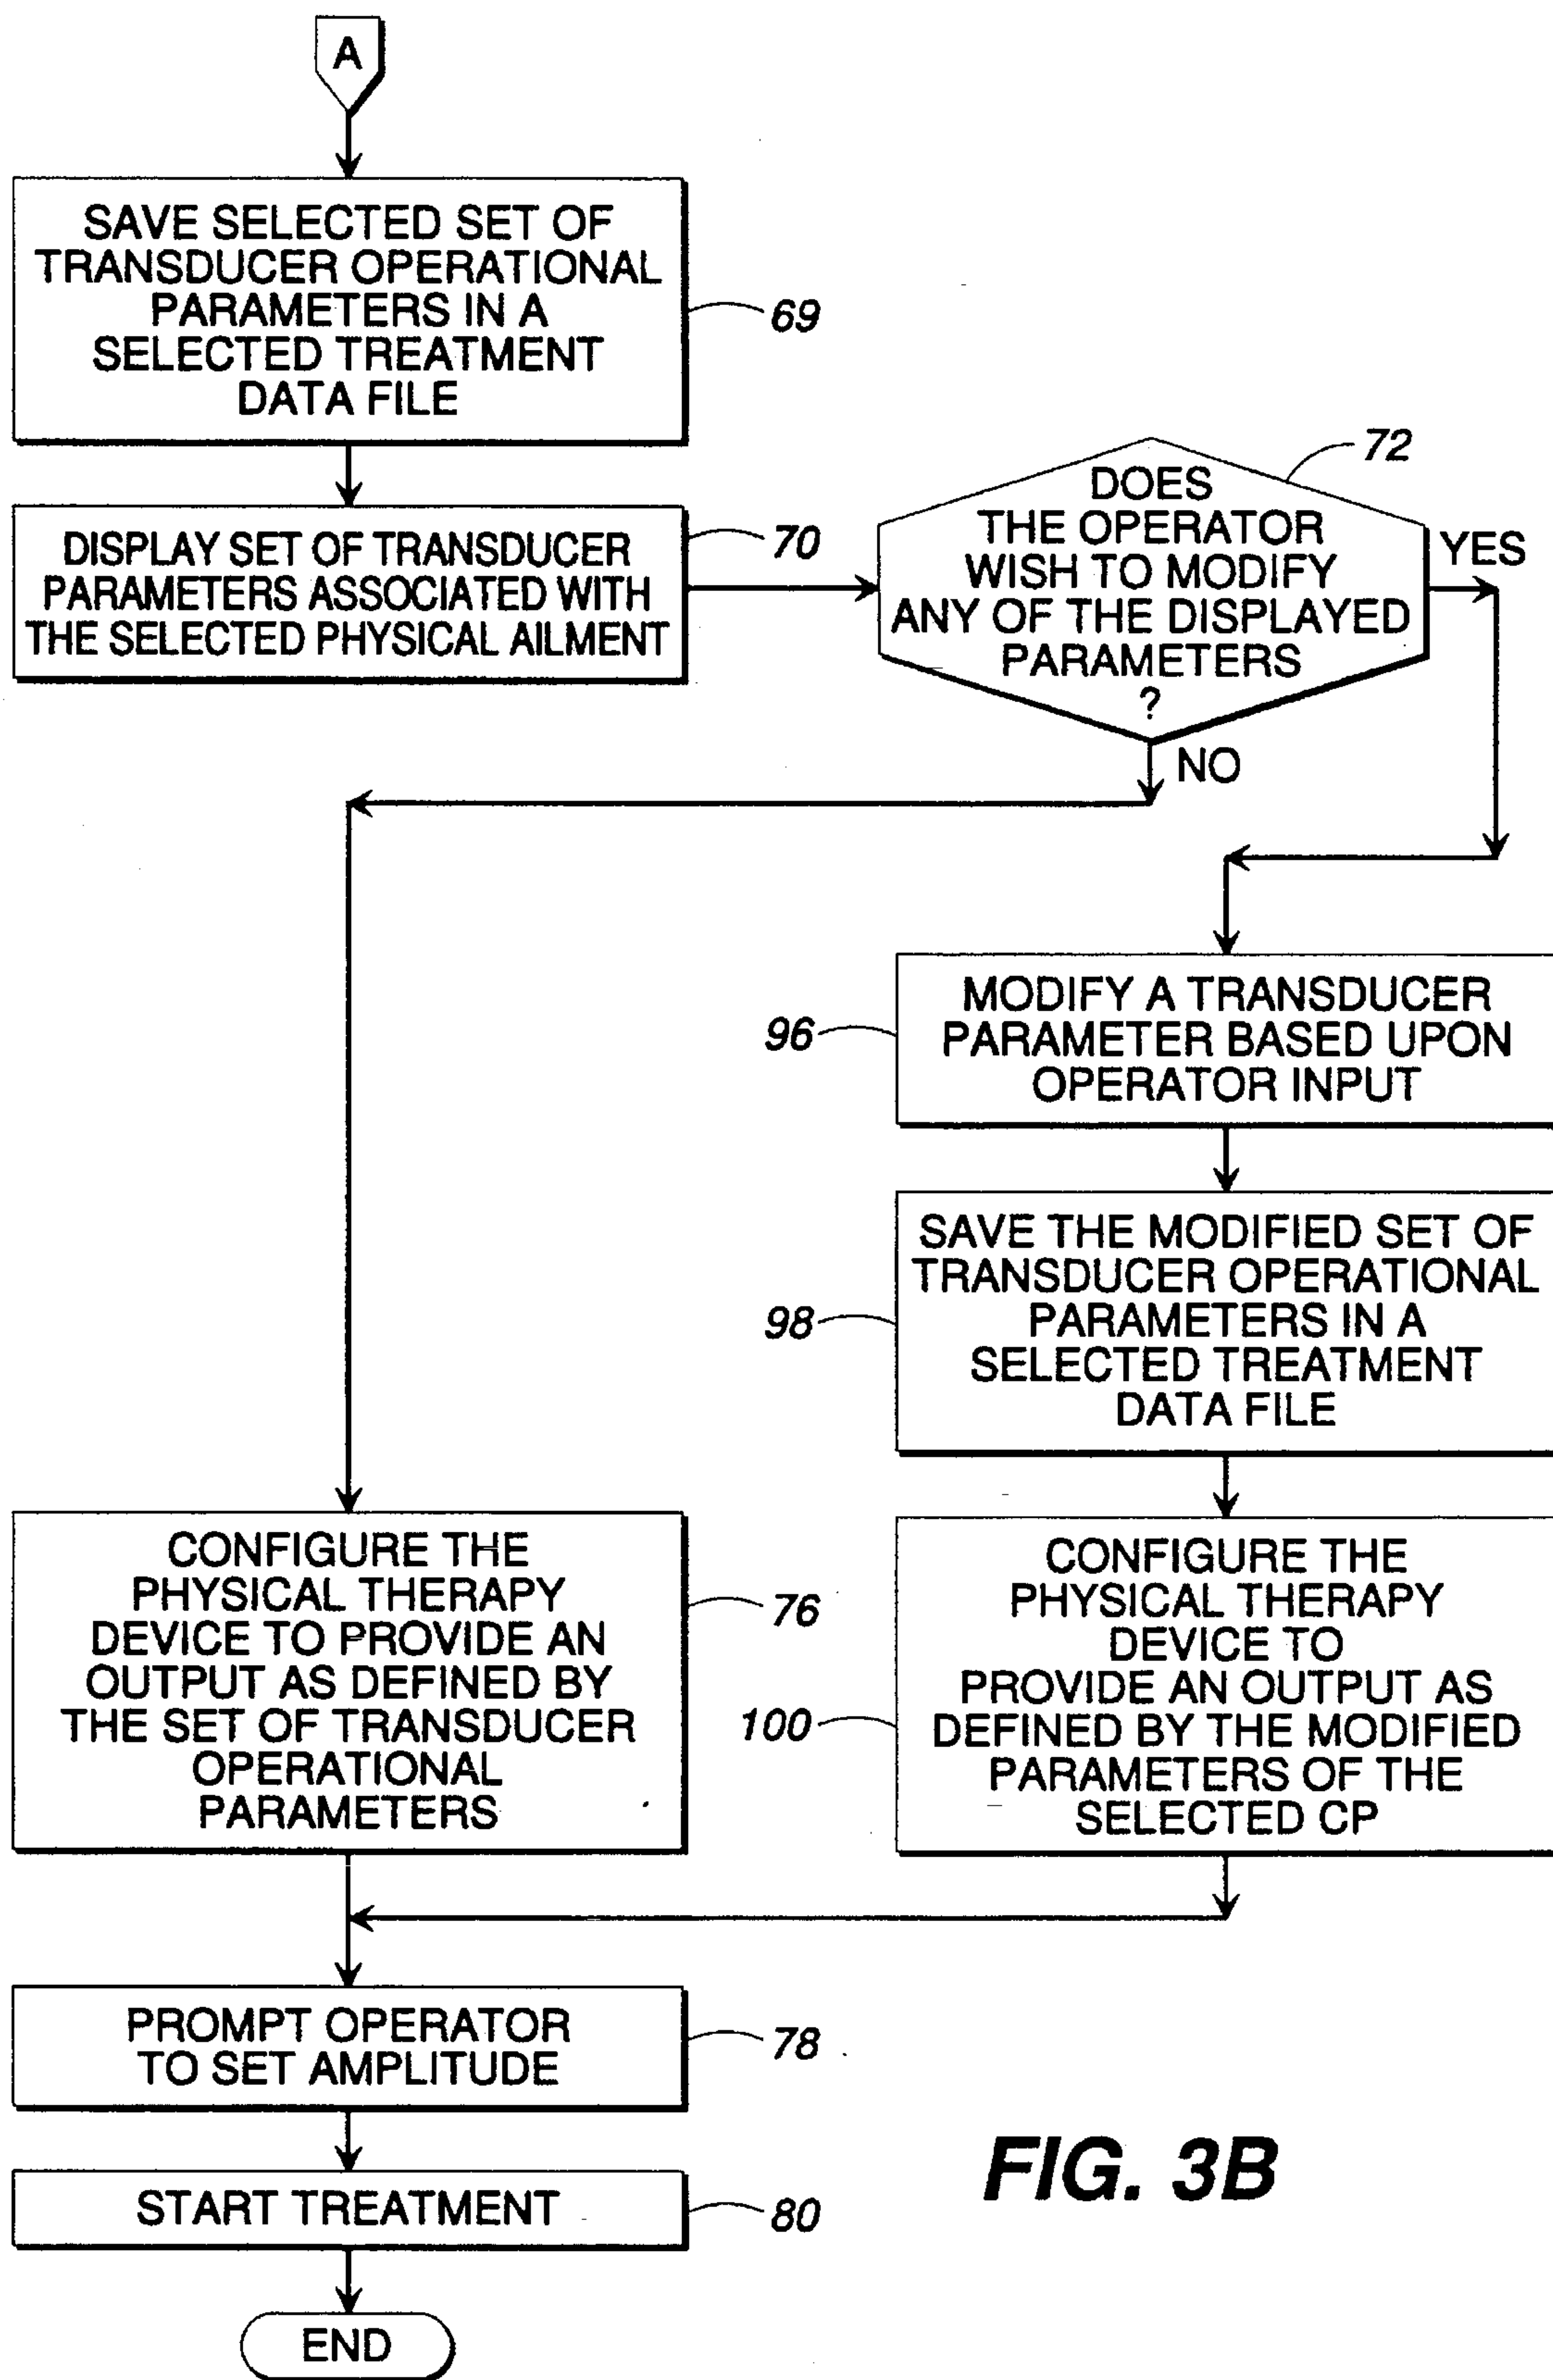 A
SAVE SELECTED SET OF
TRANSDUCER OPERATIONAL
PARAMETERS IN A
SELECTED TREATMENT
DATA FILE
69
DISPLAY SET OF TRANSDUCER
PARAMETERS ASSOCIATED WITH
THE SELECTED PHYSICAL AILMENT
70
72
DOES
THE OPERATOR
WISH TO MODIFY
ANY OF THE DISPLAYED
PARAMETERS
?
YES
NO
96
MODIFY A TRANSDUCER
PARAMETER BASED UPON
OPERATOR INPUT
98
SAVE THE MODIFIED SET OF
TRANSDUCER OPERATIONAL
PARAMETERS IN A
SELECTED TREATMENT
DATA FILE
CONFIGURE THE
PHYSICAL THERAPY
DEVICE TO PROVIDE AN
OUTPUT AS DEFINED BY
THE SET OF TRANSDUCER
OPERATIONAL
PARAMETERS
76
100
CONFIGURE THE
PHYSICAL THERAPY
DEVICE TO
PROVIDE AN OUTPUT AS
DEFINED BY THE MODIFIED
PARAMETERS OF THE
SELECTED CP
PROMPT OPERATOR
TO SET AMPLITUDE
78
START TREATMENT
80
END
FIG. 3B